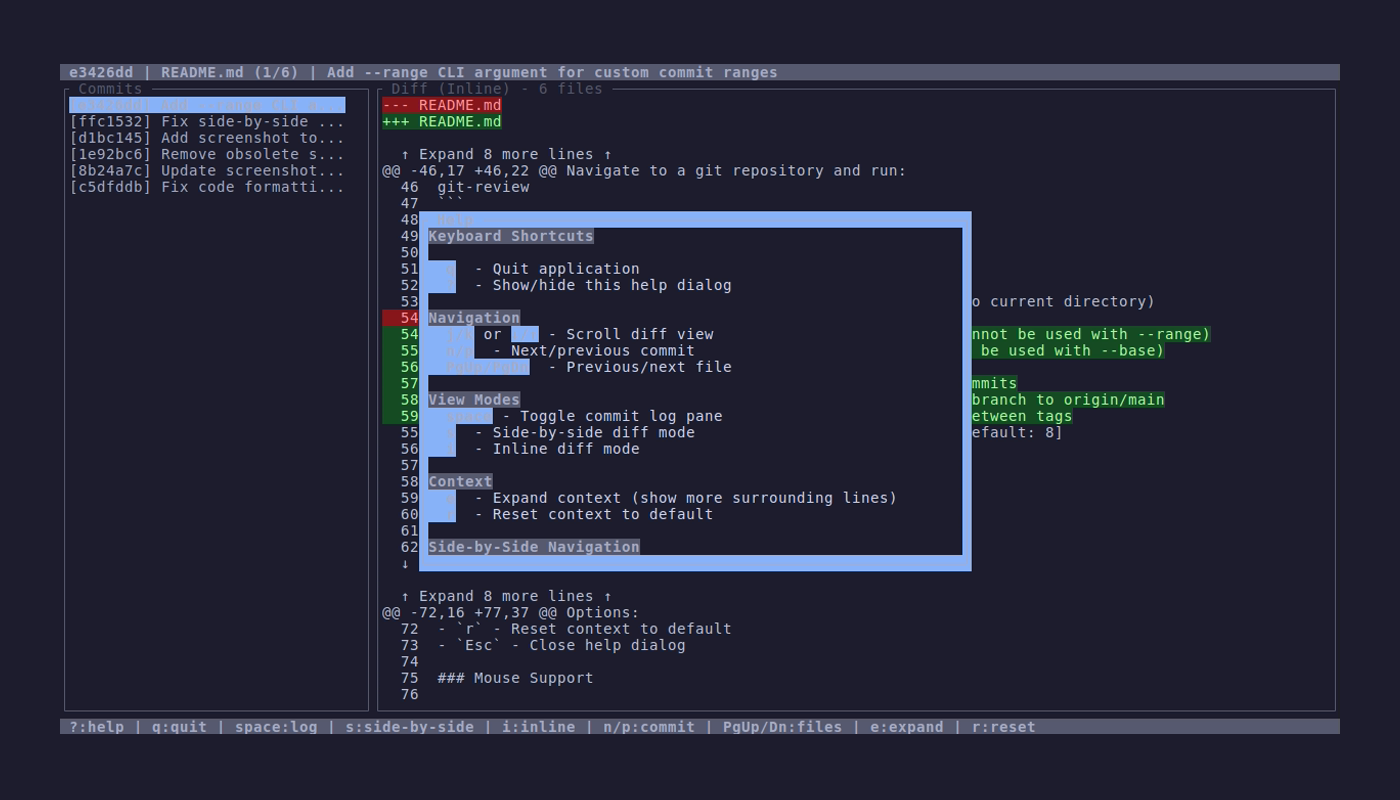 e3426dd | README.md (1/6) | Add --range CLI argument for custom commit ranges
Commits
[e3426dd] Add --range CLI a...
[ffc1532] Fix side-by-side ...
[d1bc145] Add screenshot to...
[1e92bc6] Remove obsolete s...
[8b24a7c] Update screenshot...
[c5dfddb] Fix code formatti...
Diff (Inline) - 6 files
--- README.md
+++ README.md
↑ Expand 8 more lines ↑
@@ -46,17 +46,22 @@ Navigate to a git repository and run:
46 git-review
47 ```
48 Help
49 Keyboard Shortcuts
50
51 - Quit application
52 - Show/hide this help dialog
53 o current directory)
54 Navigation
54 or - Scroll diff view nnot be used with --range)
55 n/p - Next/previous commit be used with --base)
56 PgUp/PgDn - Previous/next file
57 mmits
58 View Modes branch to origin/main
59 space - Toggle commit log pane etween tags
55 - Side-by-side diff mode efault: 8]
56 - Inline diff mode
57
58 Context
59 - Expand context (show more surrounding lines)
60 - Reset context to default
61
62 Side-by-Side Navigation
↓
↑ Expand 8 more lines ↑
@@ -72,16 +77,37 @@ Options:
72 - `r` - Reset context to default
73 - `Esc` - Close help dialog
74
75 ### Mouse Support
76
?:help | q:quit | space:log | s:side-by-side | i:inline | n/p:commit | PgUp/Dn:files | e:expand | r:reset